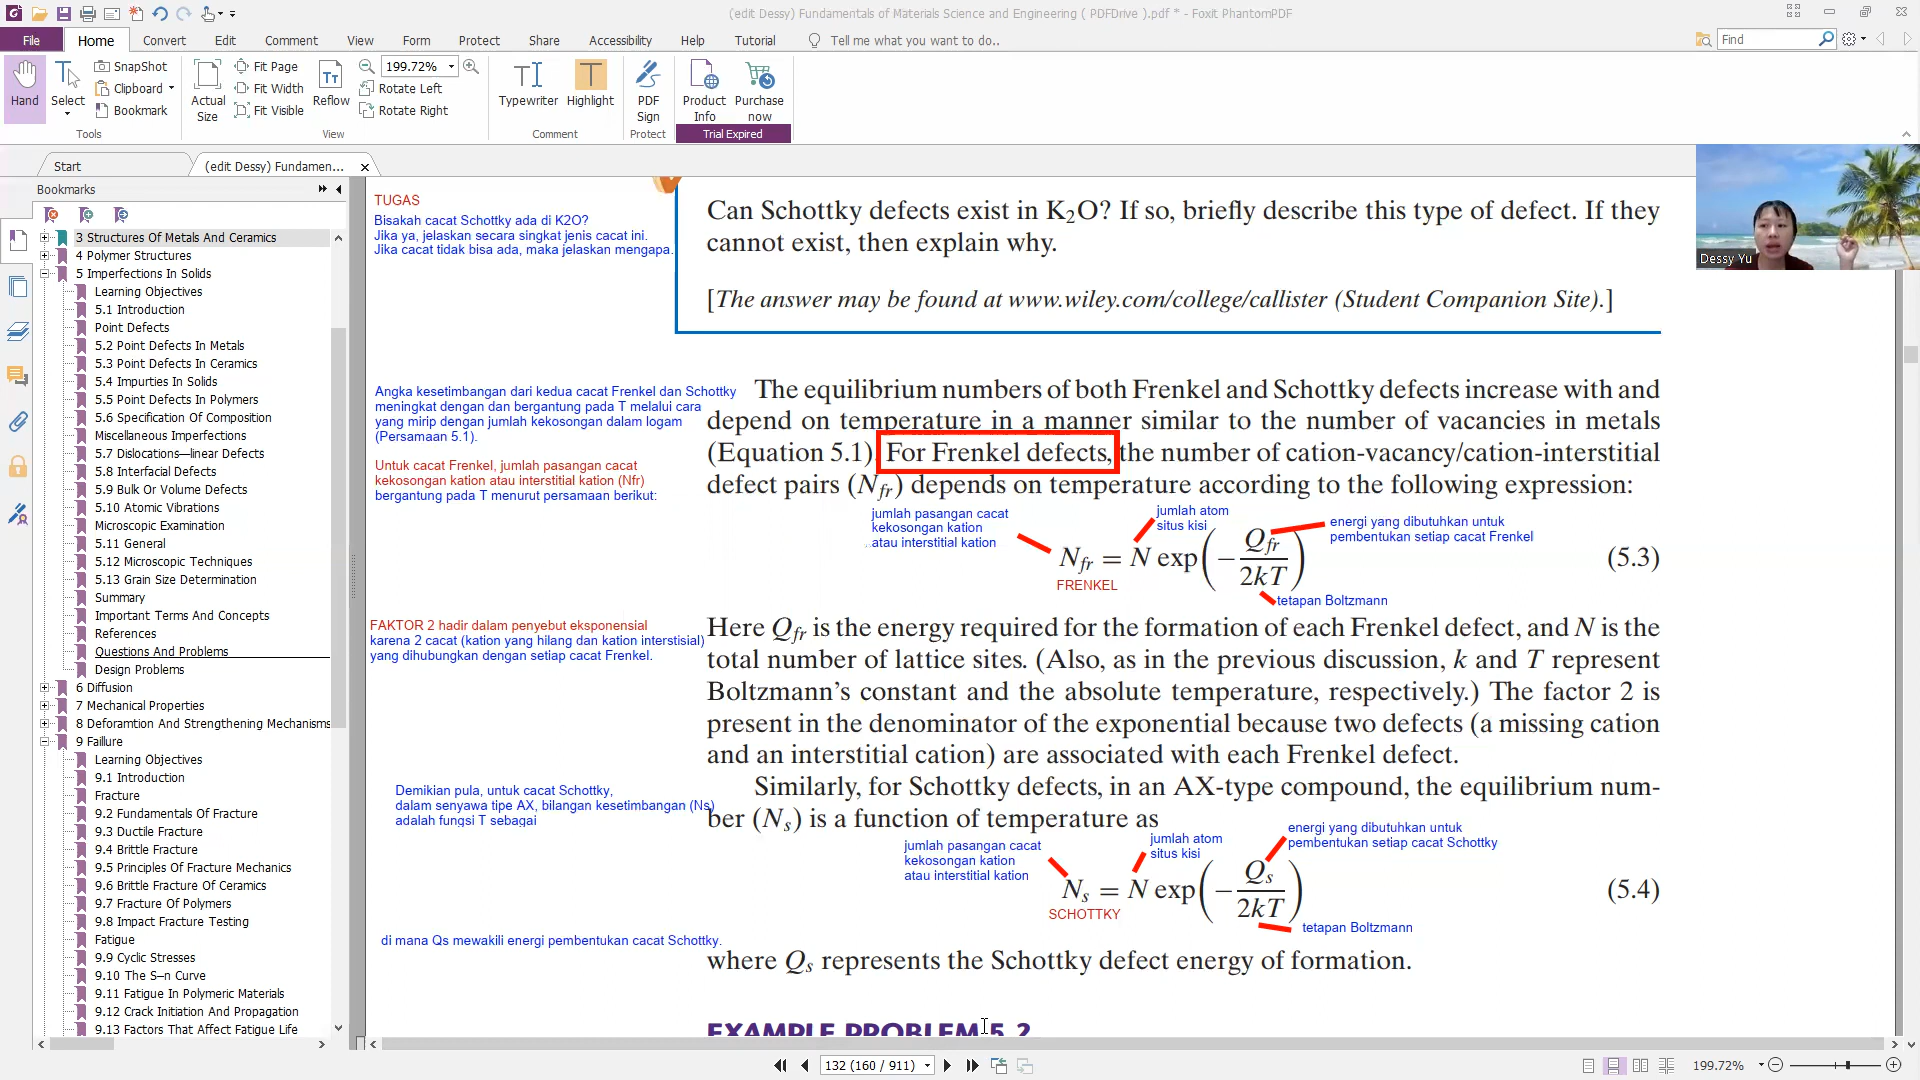 (edit Dessy) Fundamentals of Materials Science and Engineering ( PDFDrive ).pdf * - Foxit PhantomPDF
File Home Convert Edit Comment View Form Protect Share Accessibility Help Tutorial Tell me what you want to do.. Find
Hand
Select
SnapShot
Clipboard
Bookmark
Tools
Actual Size
Fit Page
Fit Width
Fit Visible
Reflow
199.72%
Rotate Left
Rotate Right
View
Typewriter
Highlight
Comment
PDF Sign
Protect
Product Info
Purchase now
Trial Expired
Start
(edit Dessy) Fundamen...
Bookmarks
3 Structures Of Metals And Ceramics
4 Polymer Structures
5 Imperfections In Solids
Learning Objectives
5.1 Introduction
Point Defects
5.2 Point Defects In Metals
5.3 Point Defects In Ceramics
5.4 Impurties In Solids
5.5 Point Defects In Polymers
5.6 Specification Of Composition
Miscellaneous Imperfections
5.7 Dislocations—linear Defects
5.8 Interfacial Defects
5.9 Bulk Or Volume Defects
5.10 Atomic Vibrations
Microscopic Examination
5.11 General
5.12 Microscopic Techniques
5.13 Grain Size Determination
Summary
Important Terms And Concepts
References
Questions And Problems
Design Problems
6 Diffusion
7 Mechanical Properties
8 Deforamtion And Strengthening Mechanisms
9 Faillure
Learning Objectives
9.1 Introduction
Fracture
9.2 Fundamentals Of Fracture
9.3 Ductile Fracture
9.4 Brittle Fracture
9.5 Principles Of Fracture Mechanics
9.6 Brittle Fracture Of Ceramics
9.7 Fracture Of Polymers
9.8 Impact Fracture Testing
Fatigue
9.9 Cyclic Stresses
9.10 The S—n Curve
9.11 Fatigue In Polymeric Materials
9.12 Crack Initiation And Propagation
9.13 Factors That Affect Fatigue Life
TUGAS
Bisakah cacat Schottky ada di K2O?
Jika ya, jelaskan secara singkat jenis cacat ini.
Jika cacat tidak bisa ada, maka jelaskan mengapa.
Can Schottky defects exist in K2O? If so, briefly describe this type of defect. If they
cannot exist, then explain why.
[The answer may be found at www.wiley.com/college/callister (Student Companion Site).]
Dessy Yu
Angka kesetimbangan dari kedua cacat Frenkel dan Schottky
meningkat dengan dan bergantung pada T melalui cara
yang mirip dengan jumlah kekosongan dalam logam
(Persamaan 5.1).
Untuk cacat Frenkel, jumlah pasangan cacat
kekosongan kation atau interstitial kation (Nfr)
bergantung pada T menurut persamaan berikut:
The equilibrium numbers of both Frenkel and Schottky defects increase with and
depend on temperature in a manner similar to the number of vacancies in metals
(Equation 5.1) For Frenkel defects, the number of cation-vacancy/cation-interstitial
defect pairs (Nfr) depends on temperature according to the following expression:
jumlah pasangan cacat
kekosongan kation
atau interstitial kation
jumlah atom
situs kisi
energi yang dibutuhkan untuk
pembentukan setiap cacat Frenkel
Nfr = N exp(−Qfr/2kT) (5.3)
FRENKEL
tetapan Boltzmann
FAKTOR 2 hadir dalam penyebut eksponensial
karena 2 cacat (kation yang hilang dan kation interstisial)
yang dihubungkan dengan setiap cacat Frenkel.
Here Qfr is the energy required for the formation of each Frenkel defect, and N is the
total number of lattice sites. (Also, as in the previous discussion, k and T represent
Boltzmann's constant and the absolute temperature, respectively.) The factor 2 is
present in the denominator of the exponential because two defects (a missing cation
and an interstitial cation) are associated with each Frenkel defect.
Demikian pula, untuk cacat Schottky,
dalam senyawa tipe AX, bilangan kesetimbangan (Ns)
adalah fungsi T sebagai
Similarly, for Schottky defects, in an AX-type compound, the equilibrium num-
ber (Ns) is a function of temperature as
jumlah pasangan cacat
kekosongan kation
atau interstitial kation
jumlah atom
situs kisi
energi yang dibutuhkan untuk
pembentukan setiap cacat Schottky
Ns = N exp(−Qs/2kT) (5.4)
SCHOTTKY
tetapan Boltzmann
di mana Qs mewakili energi pembentukan cacat Schottky.
where Qs represents the Schottky defect energy of formation.
EXAMPLE PROBLEM 5.2
132 (160 / 911)
199.72%